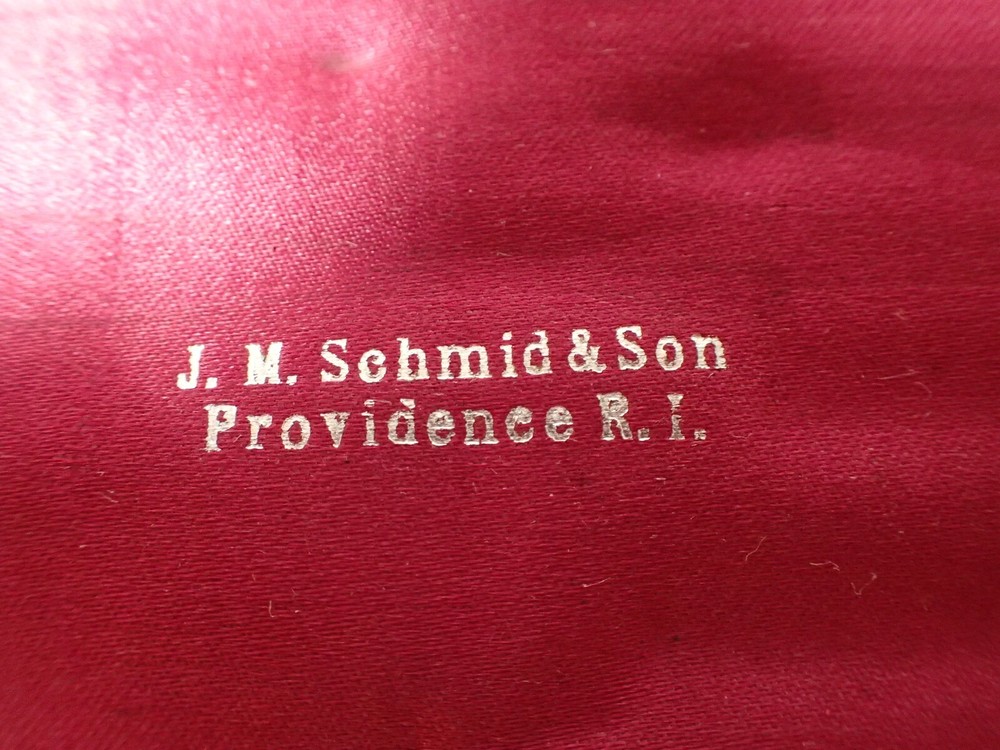 J. M. Schmid & Son
Providence R. I.